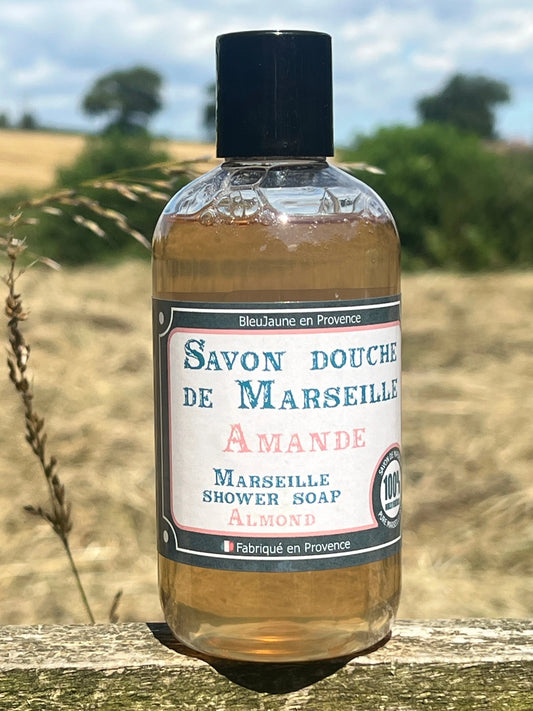 BleuJaune en Provence
SAVON DOUCHE
DE MARSEILLE
AMANDE
MARSEILLE
SHOWER SOAP
ALMOND
100%
Fabriqué en Provence